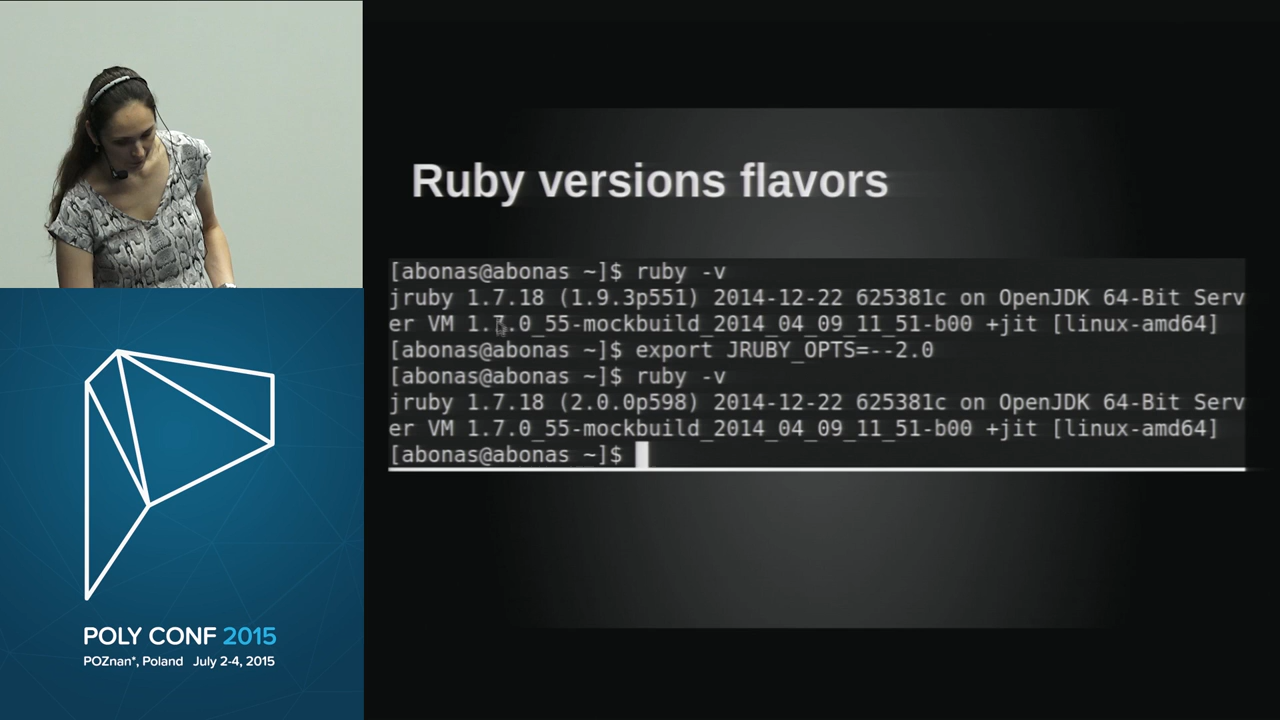 Ruby versions flavors
[abonas@abonas ~]$ ruby -v
jruby 1.7.18 (1.9.3p551) 2014-12-22 625381c on OpenJDK 64-Bit Serv
er VM 1.7.0_55-mockbuild_2014_04_09_11_51-b00 +jit [linux-amd64]
[abonas@abonas ~]$ export JRUBY_OPTS=--2.0
[abonas@abonas ~]$ ruby -v
jruby 1.7.18 (2.0.0p598) 2014-12-22 625381c on OpenJDK 64-Bit Serv
er VM 1.7.0_55-mockbuild_2014_04_09_11_51-b00 +jit [linux-amd64]
[abonas@abonas ~]$
POLY CONF 2015
POZnan*, Poland July 2-4, 2015